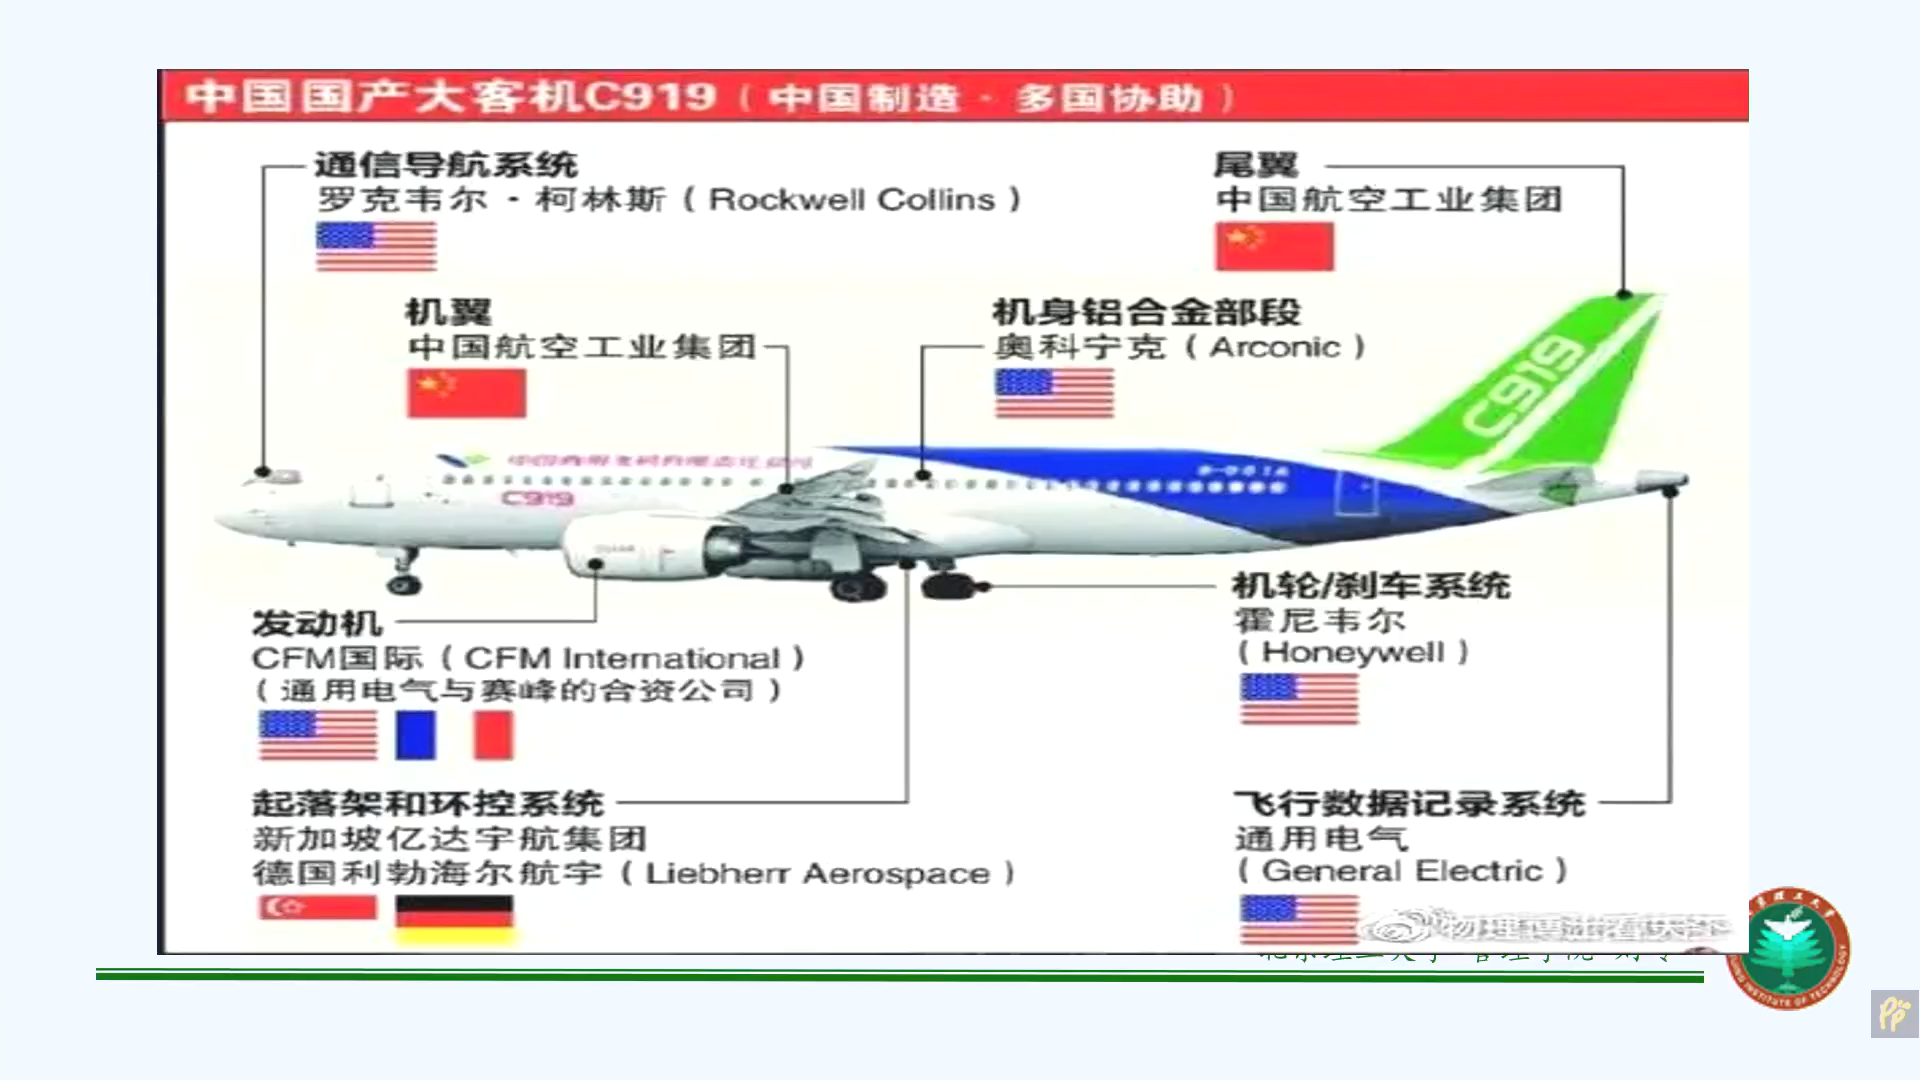 中国国产大客机C919（中国制造·多国协助）
通信导航系统
罗克韦尔·柯林斯（Rockwell Collins）
尾翼
中国航空工业集团
机翼
中国航空工业集团
机身铝合金部段
奥科宁克（Arconic）
C919
C919
发动机
CFM国际（CFM International）
（通用电气与赛峰的合资公司）
机轮/刹车系统
霍尼韦尔
（Honeywell）
起落架和环控系统
新加坡亿达宇航集团
德国利勃海尔航宇（Liebherr Aerospace）
飞行数据记录系统
通用电气
（General Electric）